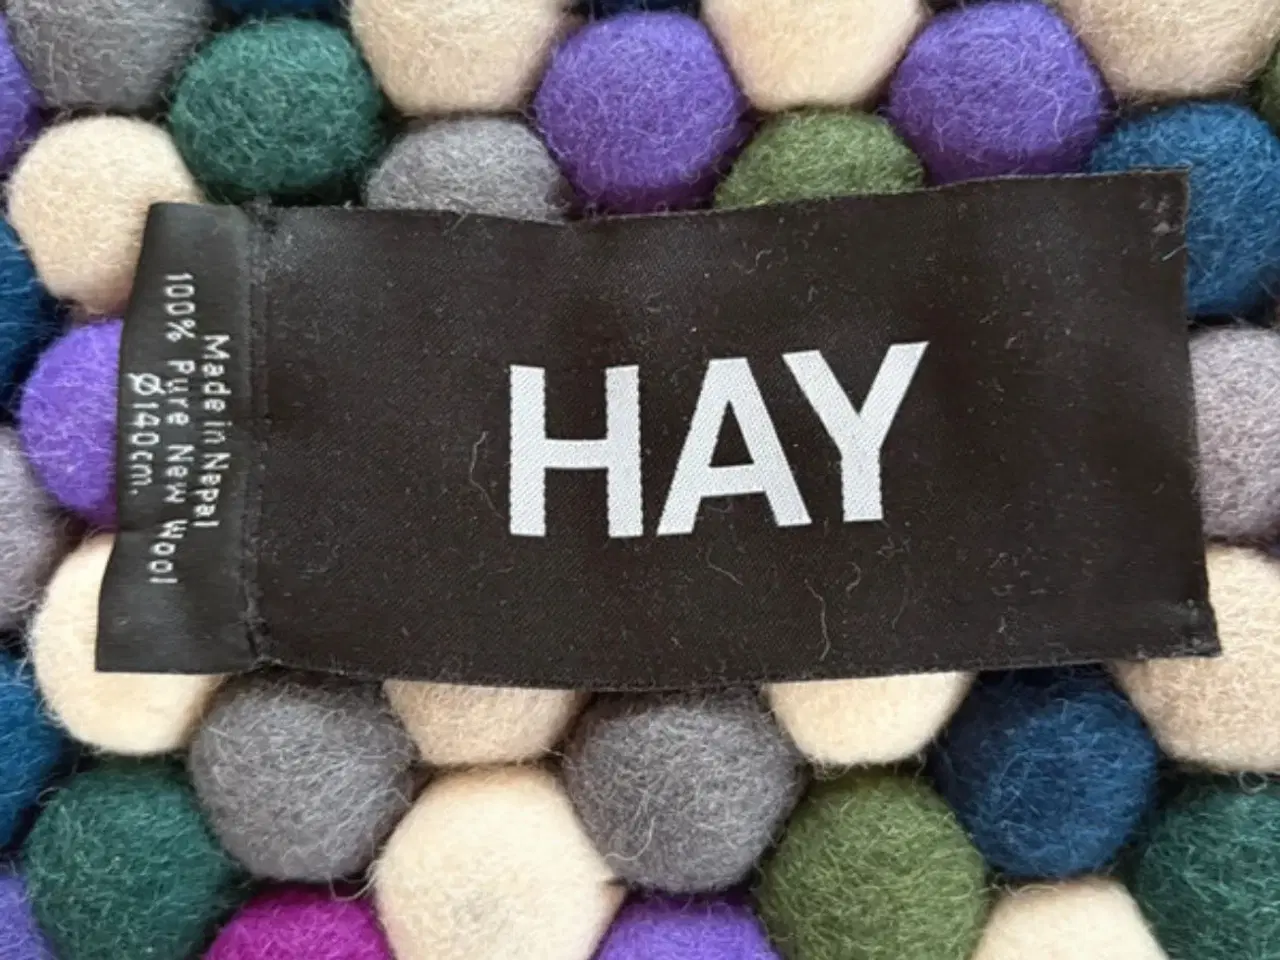 HAY
Made in Nepal
100% Pure New Wool
Ø140cm.